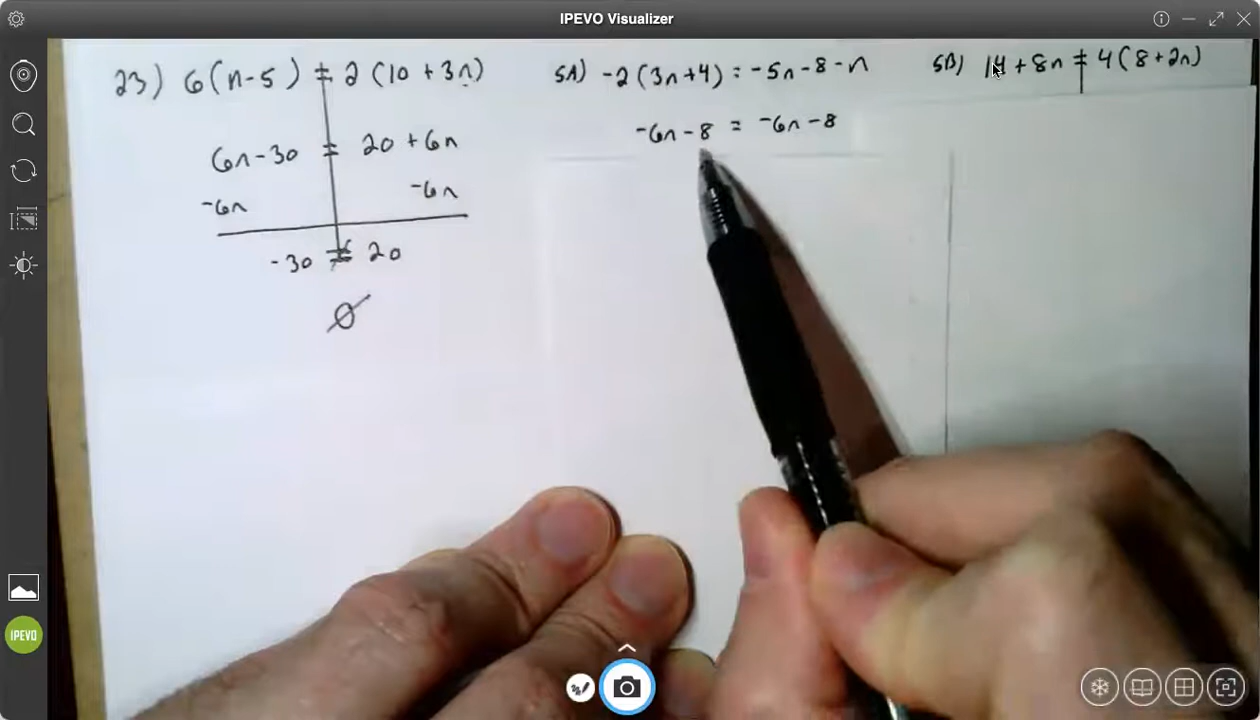 IPEVO Visualizer
23) 6(n-5) = 2(10 + 3n)
6n-30 = 20 + 6n
-6n -6n
-30 ≠ 20
Ø
5A) -2(3n+4) = -5n-8-n
-6n-8 = -6n-8
5B) 14 + 8n = 4(8+2n)
IPEVO